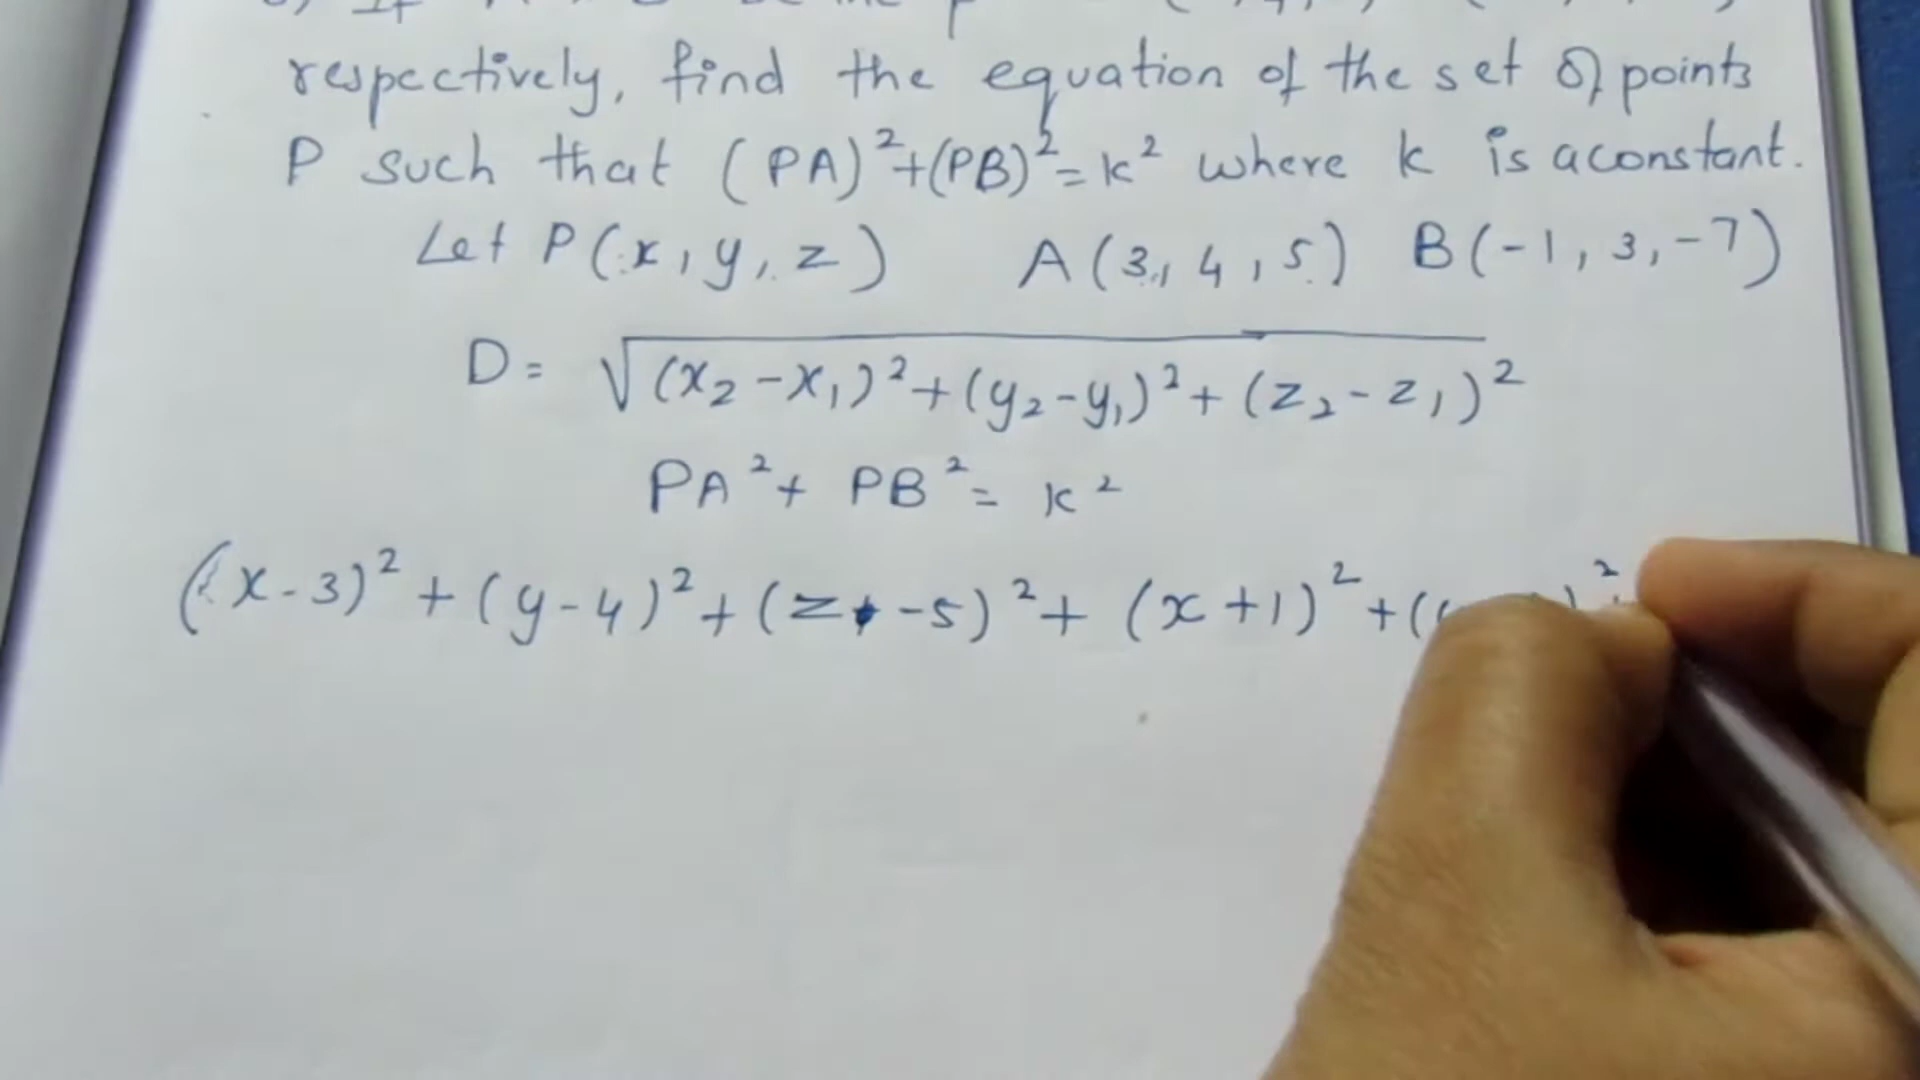 respectively, find the equation of the set of points
P such that (PA)²+(PB)²=k² where k is a constant.
Let P(x, y, z) A(3, 4, 5) B(-1, 3, -7)
D = √(x₂-x₁)²+(y₂-y₁)²+(z₂-z₁)²
PA²+ PB²= k²
(x-3)²+(y-4)²+(z-5)²+(x+1)²+(